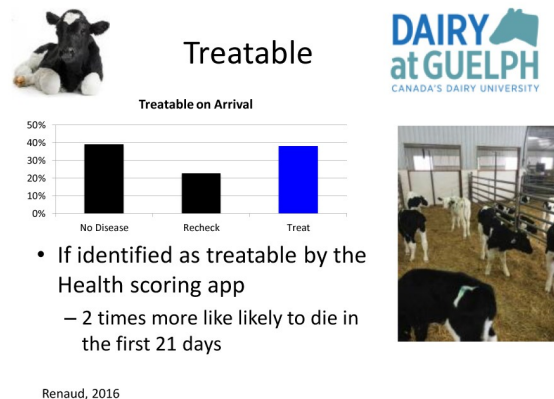 Treatable
DAIRY
at GUELPH
CANADA'S DAIRY UNIVERSITY
Treatable on Arrival
50%
40%
30%
20%
10%
0%
No Disease Recheck Treat
• If identified as treatable by the
Health scoring app
– 2 times more like likely to die in
the first 21 days
Renaud, 2016